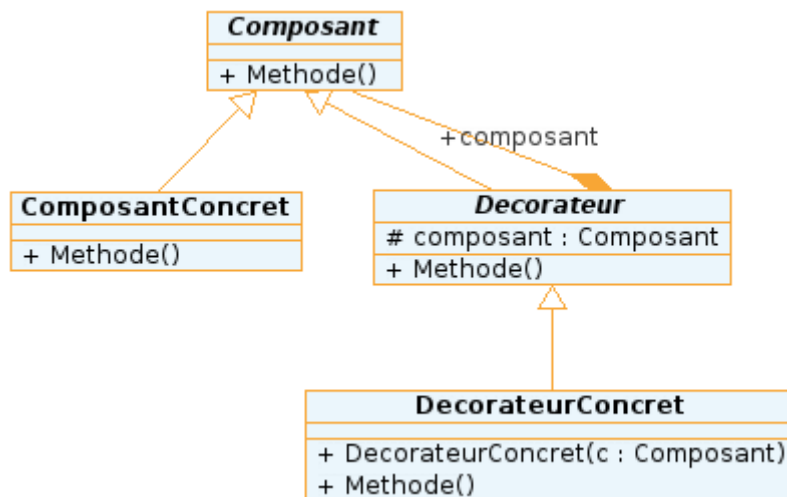 Composant
+ Methode()
+composant
ComposantConcret
+ Methode()
Decorateur
# composant : Composant
+ Methode()
DecorateurConcret
+ DecorateurConcret(c : Composant)
+ Methode()